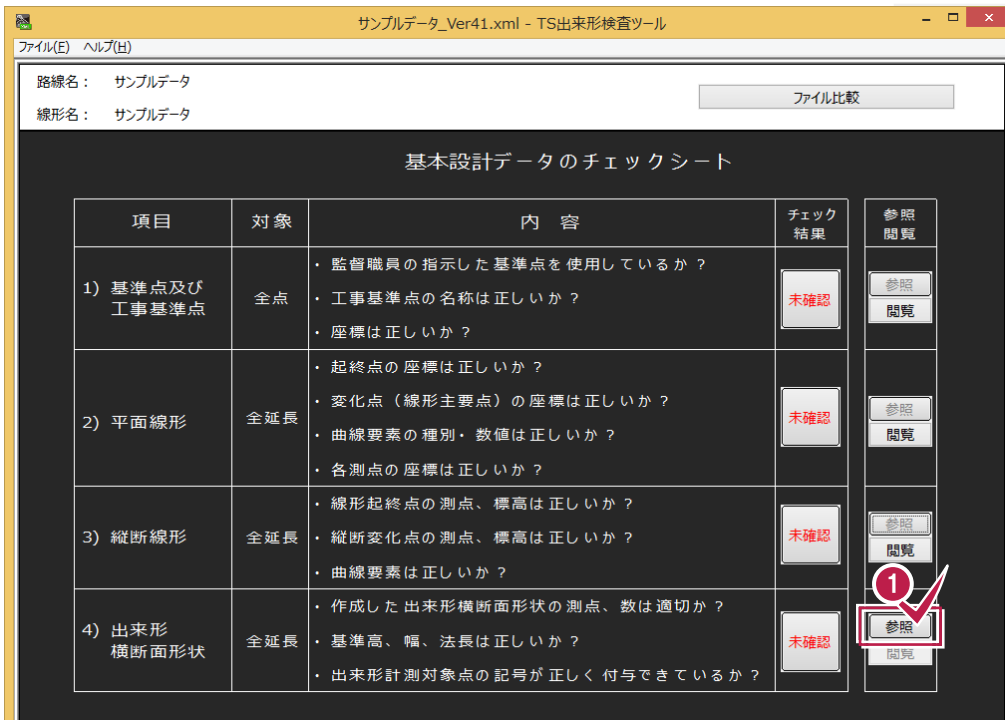 サンプルデータ_Ver41.xml - TS出来形検査ツール
ファイル(F) ヘルプ(H)
路線名： サンプルデータ
ファイル比較
線形名： サンプルデータ
基本設計データのチェックシート
項目 対象 内 容 チェック結果 参照閲覧
1) 基準点及び工事基準点 全点
・ 監督職員の指示した基準点を使用しているか？
・ 工事基準点の名称は正しいか？
・ 座標は正しいか？
未確認
参照
閲覧
2) 平面線形 全延長
・ 起終点の座標は正しいか？
・ 変化点（線形主要点）の座標は正しいか？
・ 曲線要素の種別・数値は正しいか？
・ 各測点の座標は正しいか？
未確認
参照
閲覧
3) 縦断線形 全延長
・ 線形起終点の測点、標高は正しいか？
・ 縦断変化点の測点、標高は正しいか？
・ 曲線要素は正しいか？
未確認
参照
閲覧
4) 出来形横断面形状 全延長
・ 作成した出来形横断面形状の測点、数は適切か？
・ 基準高、幅、法長は正しいか？
・ 出来形計測対象点の記号が正しく付与できているか？
未確認
1
参照
閲覧